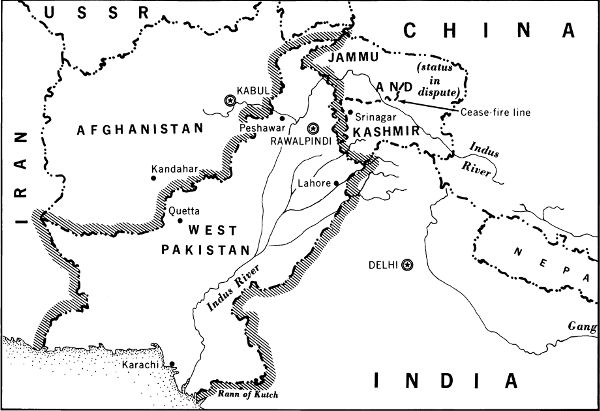 USSR
CHINA
JAMMU
AND
(status
in
dispute)
KABUL
Cease-fire line
Srinagar
KASHMIR
Peshawar
RAWALPINDI
AFGHANISTAN
IRAN
Indus
River
Kandahar
Lahore
Quetta
WEST
PAKISTAN
NEPA
DELHI
Indus River
Gang
Karachi
Rann of Kutch
INDIA